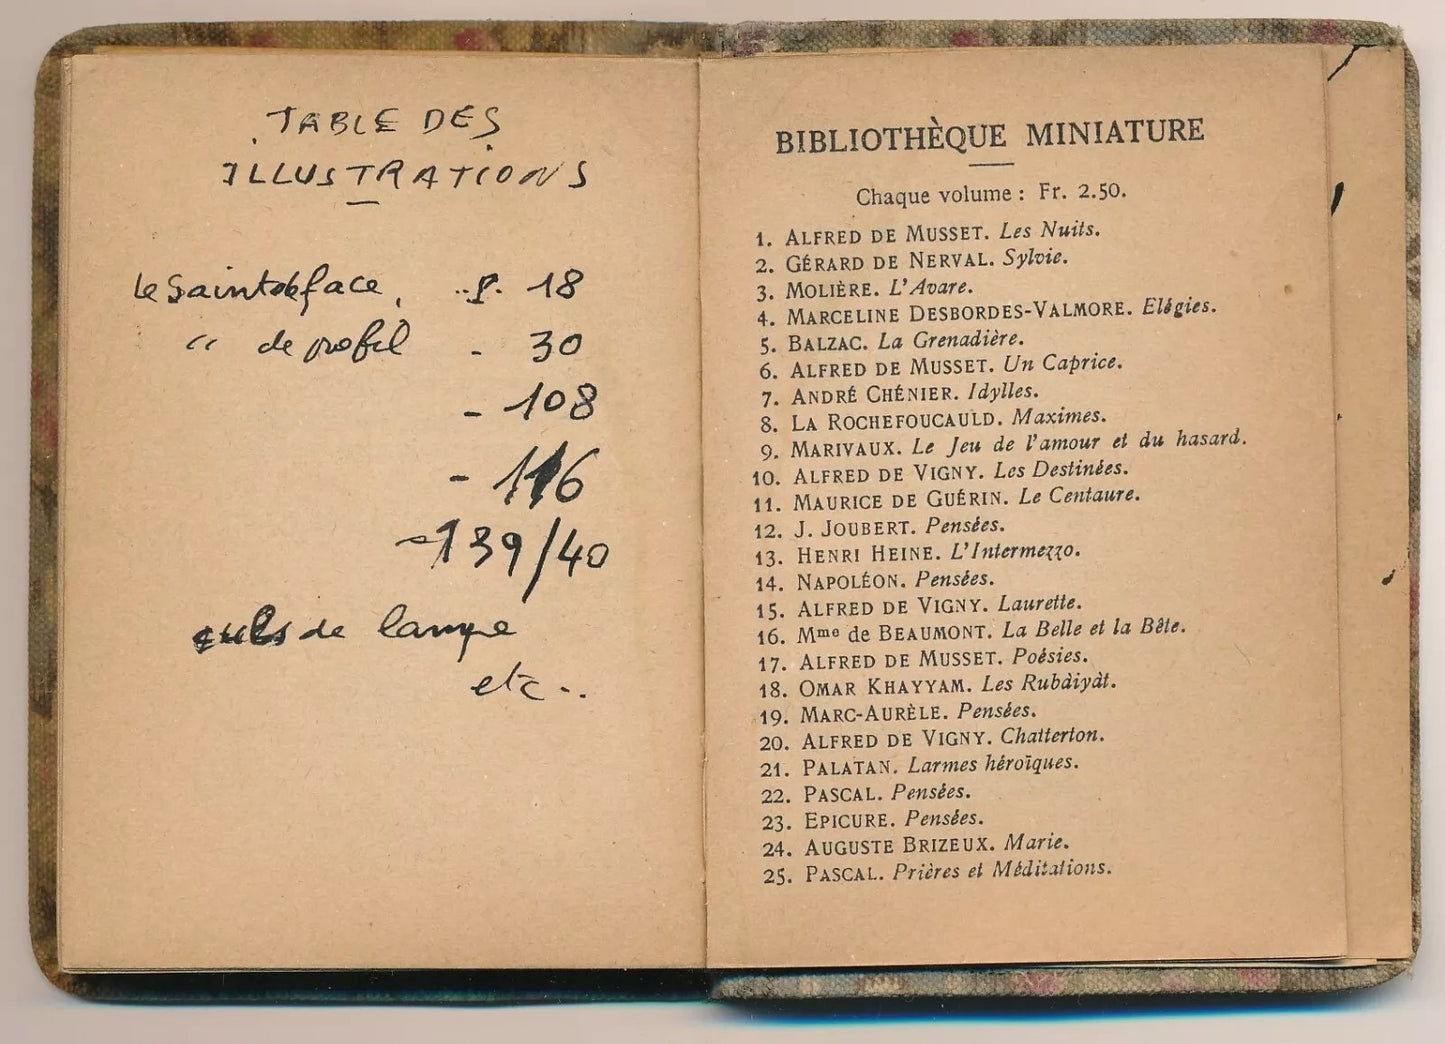 TABLE DES
ILLUSTRATIONS
Le Saint de face, .. p. 18
" de profil - 30
- 108
- 116
- 139/40
culs de lampe
etc..
BIBLIOTHÈQUE MINIATURE
Chaque volume : Fr. 2.50.
1. ALFRED DE MUSSET. Les Nuits.
2. GÉRARD DE NERVAL. Sylvie.
3. MOLIÈRE. L'Avare.
4. MARCELINE DESBORDES-VALMORE. Elégies.
5. BALZAC. La Grenadière.
6. ALFRED DE MUSSET. Un Caprice.
7. ANDRÉ CHÉNIER. Idylles.
8. LA ROCHEFOUCAULD. Maximes.
9. MARIVAUX. Le Jeu de l'amour et du hasard.
10. ALFRED DE VIGNY. Les Destinées.
11. MAURICE DE GUÉRIN. Le Centaure.
12. J. JOUBERT. Pensées.
13. HENRI HEINE. L'Intermezzo.
14. NAPOLÉON. Pensées.
15. ALFRED DE VIGNY. Laurette.
16. Mme de BEAUMONT. La Belle et la Bête.
17. ALFRED DE MUSSET. Poésies.
18. OMAR KHAYYAM. Les Rubàiyàt.
19. MARC-AURÈLE. Pensées.
20. ALFRED DE VIGNY. Chatterton.
21. PALATAN. Larmes héroïques.
22. PASCAL. Pensées.
23. EPICURE. Pensées.
24. AUGUSTE BRIZEUX. Marie.
25. PASCAL. Prières et Méditations.